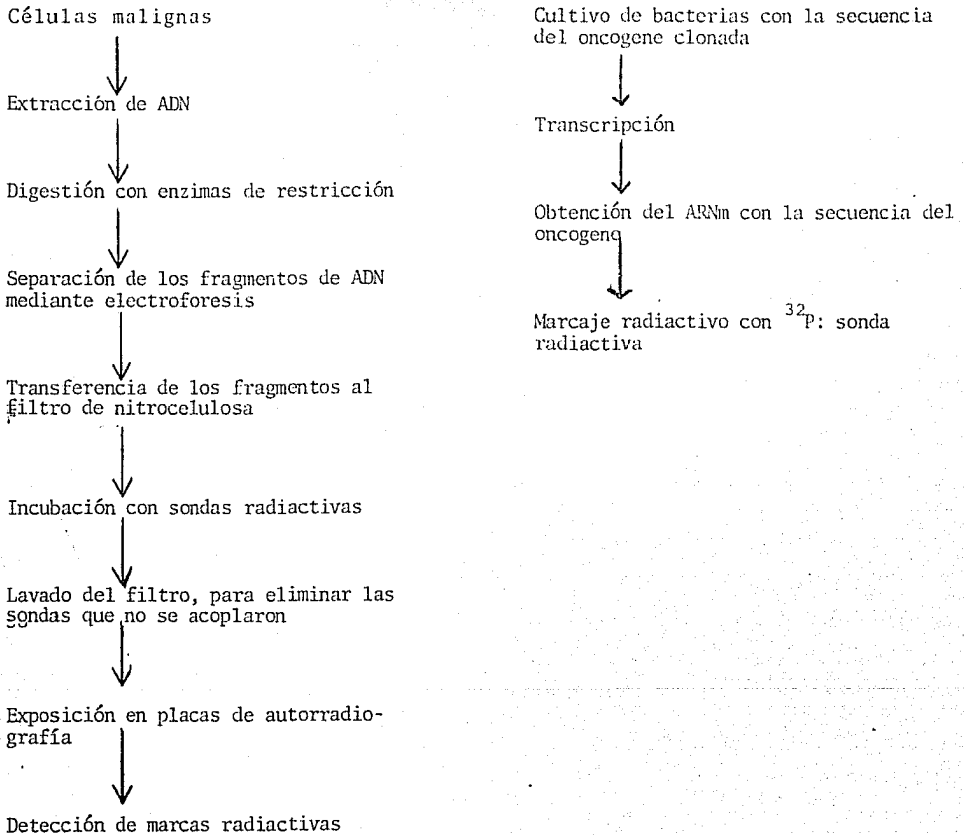 Células malignas
Extracción de ADN
Digestión con enzimas de restricción
Separación de los fragmentos de ADN
mediante electroforesis
Transferencia de los fragmentos al
filtro de nitrocelulosa
Incubación con sondas radiactivas
Lavado del filtro, para eliminar las
sondas que no se acoplaron
Exposición en placas de autorradio-
grafía
Detección de marcas radiactivas
Cultivo de bacterias con la secuencia
del oncogene clonada
Transcripción
Obtención del ARNm con la secuencia del
oncogene
Marcaje radiactivo con ³²P: sonda
radiactiva